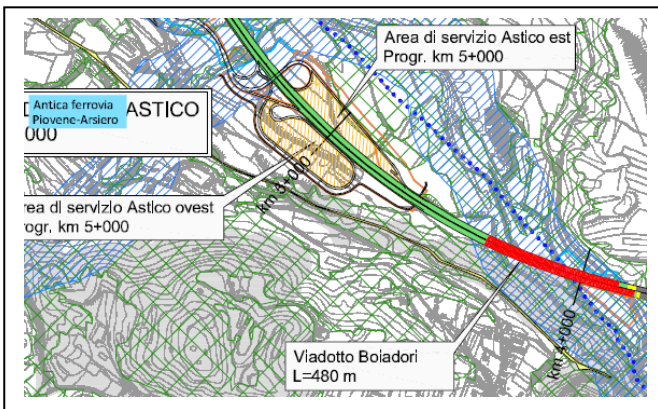 Area di servizio Astico est
Progr. km 5+000
Antica ferrovia
Piovene-Arsiero
ASTICO
000
km 5+000
rea di servizio Astico ovest
rogr. km 5+000
Viadotto Boiadori
L=480 m
km 4+000